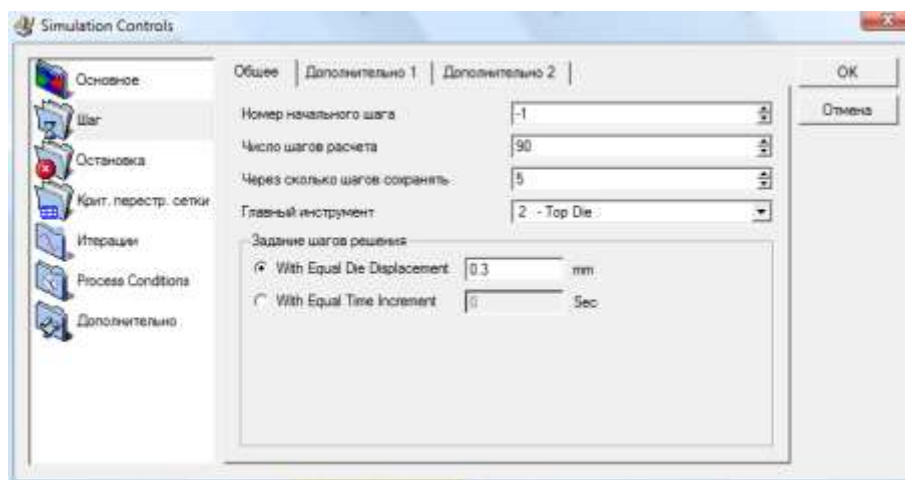 Simulation Controls
Основное
Шаг
Остановка
Крит. перестр. сетки
Итерации
Process Conditions
Дополнительно
Общее Дополнительно 1 Дополнительно 2
Номер начального шага -1
Число шагов расчета 90
Через сколько шагов сохранять 5
Главный инструмент 2 - Top Die
Задание шагов решения
With Equal Die Displacement 0.3 mm
With Equal Time Increment 0 Sec
OK
Отмена